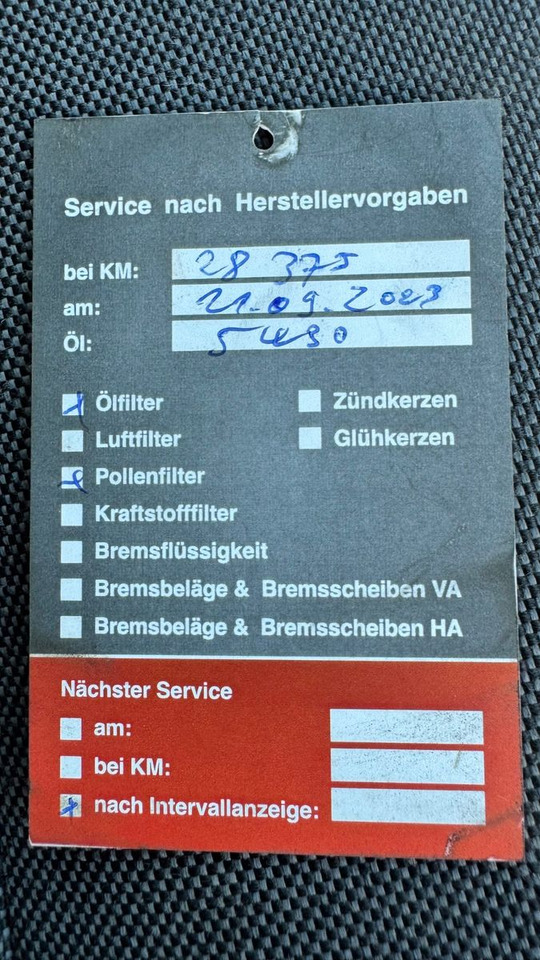 Service nach Herstellervorgaben
bei KM: 28 375
am: 21.09.2023
Öl: 5W30
Ölfilter Zündkerzen
Luftfilter Glühkerzen
Pollenfilter
Kraftstofffilter
Bremsflüssigkeit
Bremsbeläge & Bremsscheiben VA
Bremsbeläge & Bremsscheiben HA
Nächster Service
am:
bei KM:
nach Intervallanzeige: